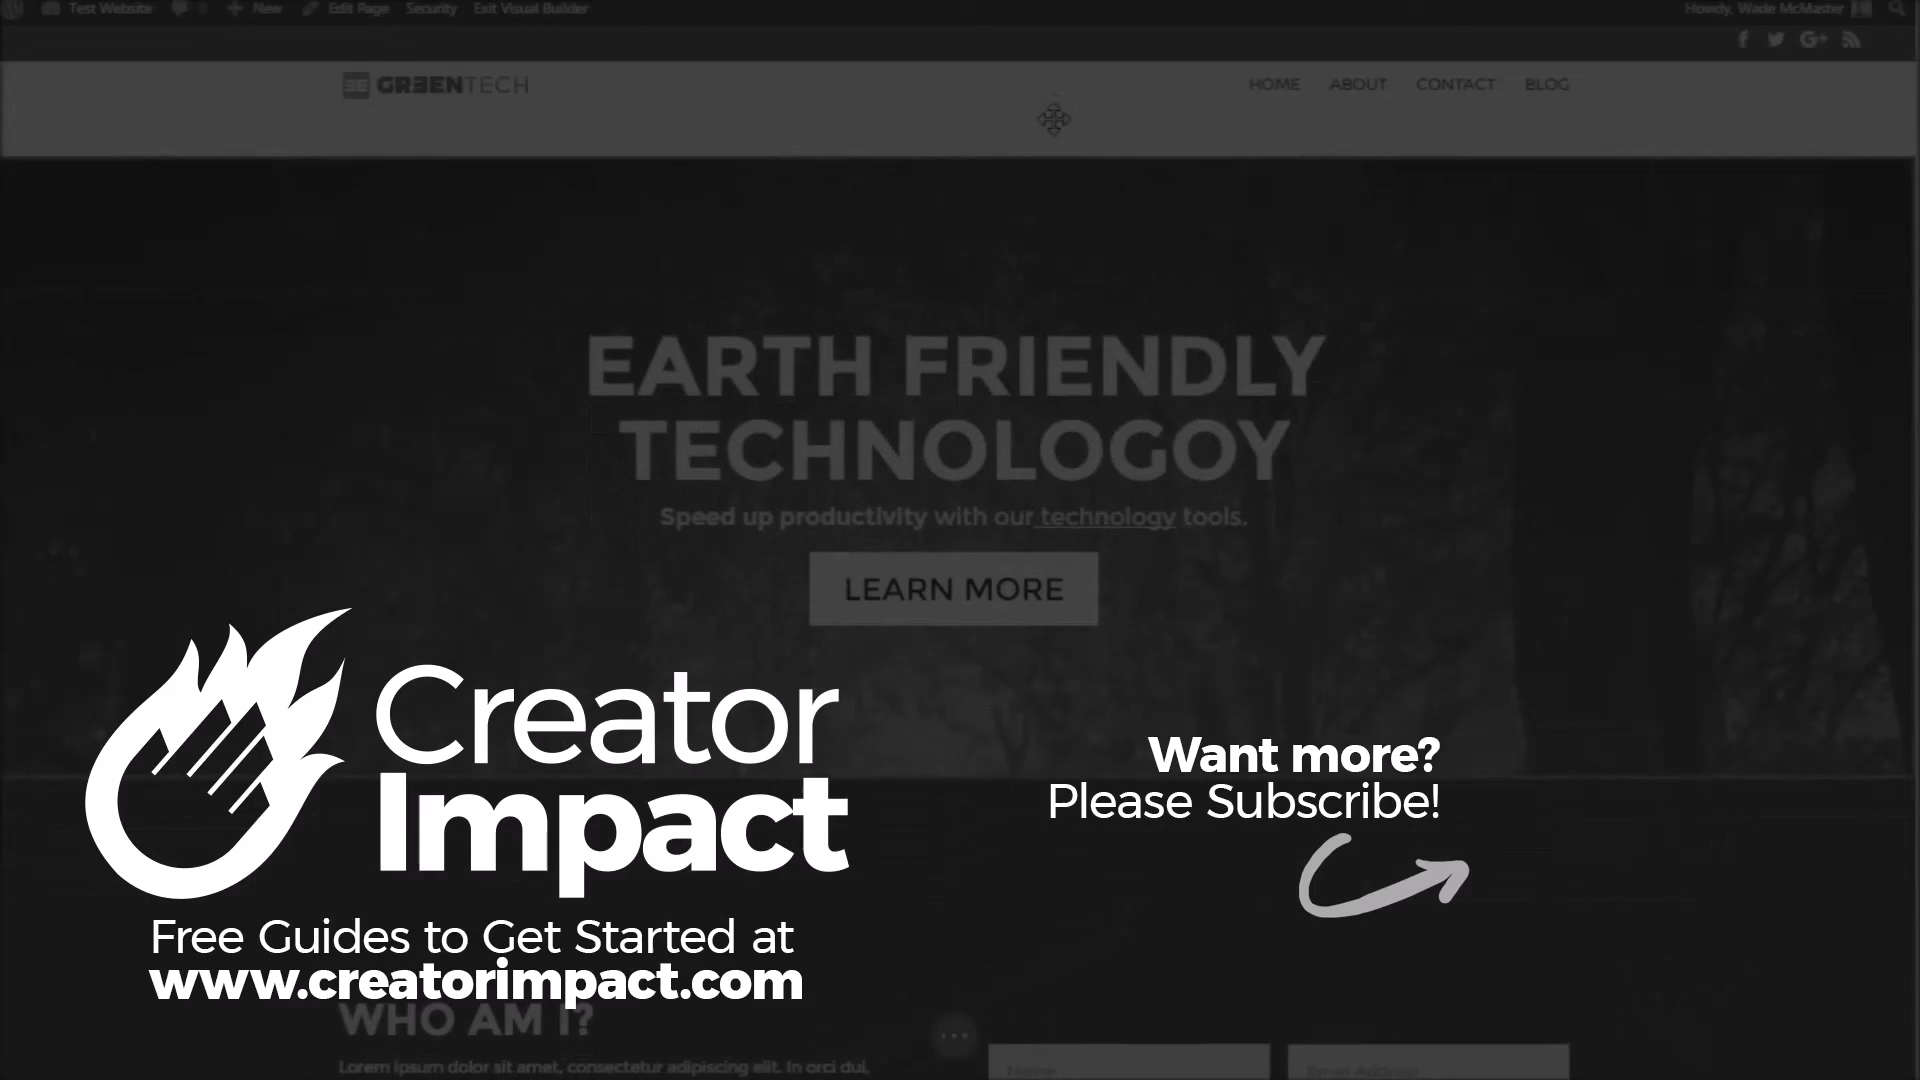 Test Website New Edit Page Security Exit Visual Builder Howdy, Wade McMaster
GREENTECH HOME ABOUT CONTACT BLOG
EARTH FRIENDLY
TECHNOLOGOY
Speed up productivity with our technology tools.
LEARN MORE
Creator
Impact
Want more?
Please Subscribe!
Free Guides to Get Started at
www.creatorimpact.com
WHO AM I?
Lorem ipsum dolor sit amet, consectetur adipiscing elit. In orci dui,
Name Email Address